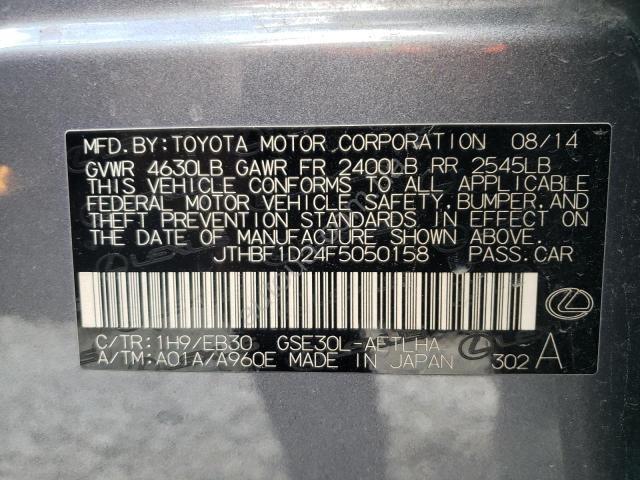 MFD.BY:TOYOTA MOTOR CORPORATION 08/14
GVWR 4630LB GAWR FR 2400LB RR 2545LB
THIS VEHICLE CONFORMS TO ALL APPLICABLE
FEDERAL MOTOR VEHICLE SAFETY, BUMPER, AND
THEFT PREVENTION STANDARDS IN EFFECT ON
THE DATE OF MANUFACTURE SHOWN ABOVE.
JTHBF1D24F5050158 PASS.CAR
C/TR:1H9/EB30 GSE30L-AETLHA
A/TM:A01A/A960E MADE IN JAPAN 302 A